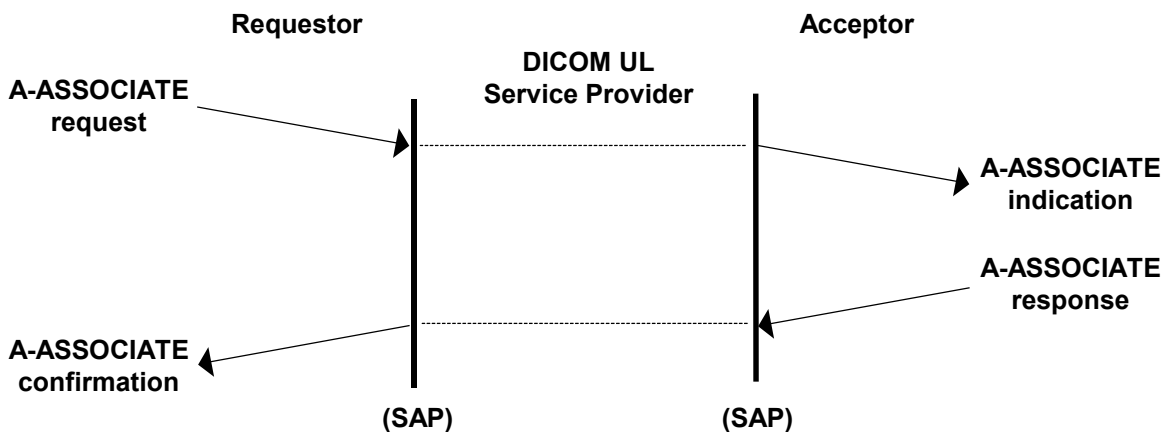 Requestor
Acceptor
DICOM UL
Service Provider
A-ASSOCIATE
request
A-ASSOCIATE
indication
A-ASSOCIATE
response
A-ASSOCIATE
confirmation
(SAP)
(SAP)